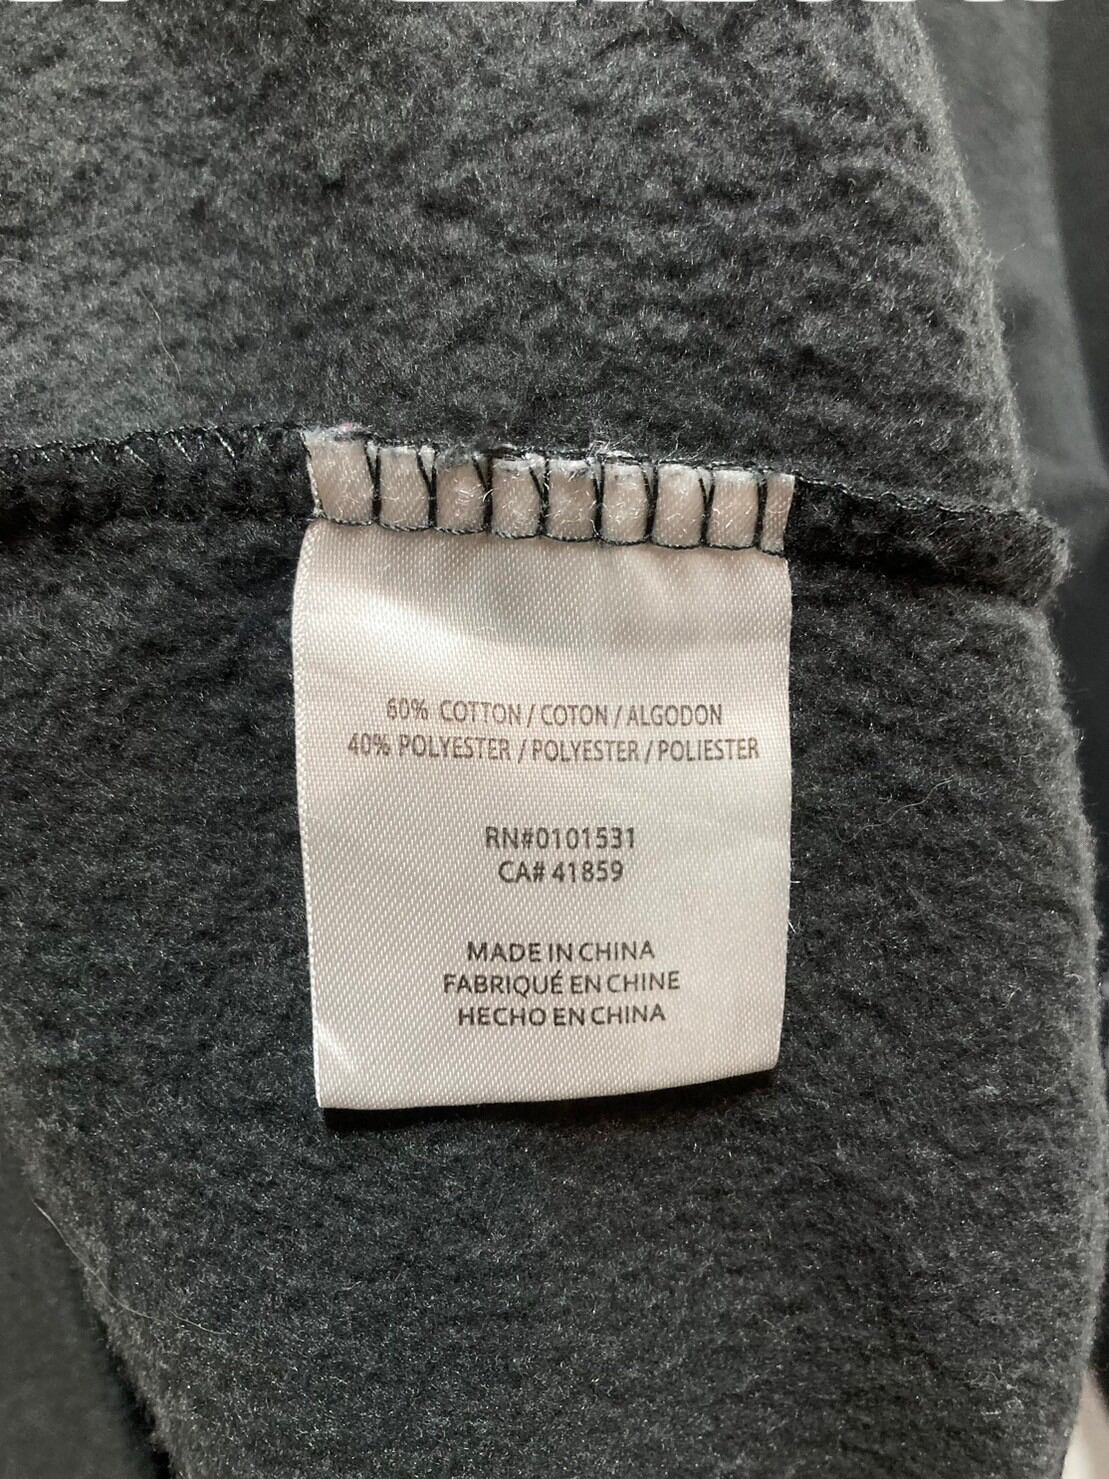 60% COTTON / COTON / ALGODON
40% POLYESTER / POLYESTER / POLIESTER
RN#0101531
CA# 41859
MADE IN CHINA
FABRIQUÉ EN CHINE
HECHO EN CHINA